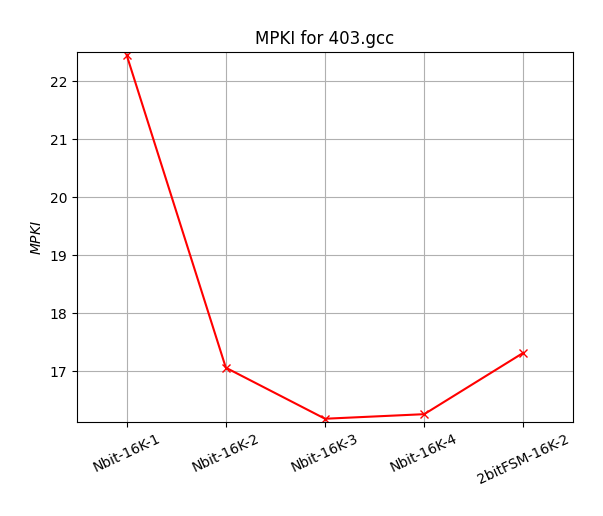 MPKI for 403.gcc
MPKI
22
21
20
19
18
17
Nbit-16K-1
Nbit-16K-2
Nbit-16K-3
Nbit-16K-4
2bitFSM-16K-2